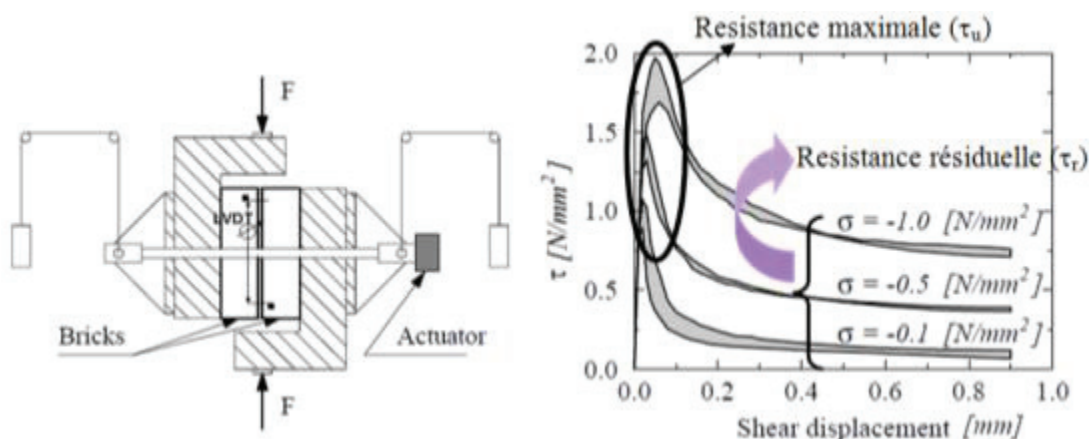 F
LVDT
Bricks
Actuator
F
Resistance maximale (τu)
2.0
1.5
1.0
0.5
0.0
τ [N/mm²]
Resistance résiduelle (τr)
σ = -1.0 [N/mm²]
σ = -0.5 [N/mm²]
σ = -0.1 [N/mm²]
0.0 0.2 0.4 0.6 0.8 1.0
Shear displacement [mm]